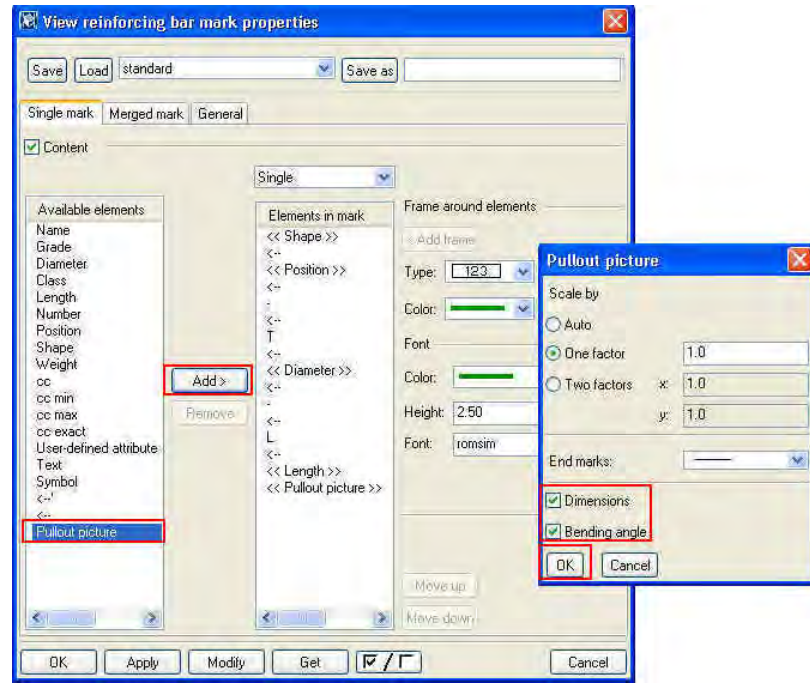 View reinforcing bar mark properties
Save Load standard Save as
Single mark Merged mark General
Content
Single
Available elements
Name
Grade
Diameter
Class
Length
Number
Position
Shape
Weight
cc
cc min
cc max
cc exact
User-defined attribute
Text
Symbol
<--'
<--
Pullout picture
Add >
Remove
Elements in mark
<< Shape >>
<--
<< Position >>
<--
-
<--
T
<--
<< Diameter >>
<--
-
<--
L
<--
<< Length >>
<< Pullout picture >>
Frame around elements
Add frame
Type: 123
Color:
Font
Color:
Height: 2.50
Font: romsim
Move up
Move down
OK Apply Modify Get / Cancel
Pullout picture
Scale by
Auto
One factor 1.0
Two factors x: 1.0
y: 1.0
End marks:
Dimensions
Bending angle
OK Cancel